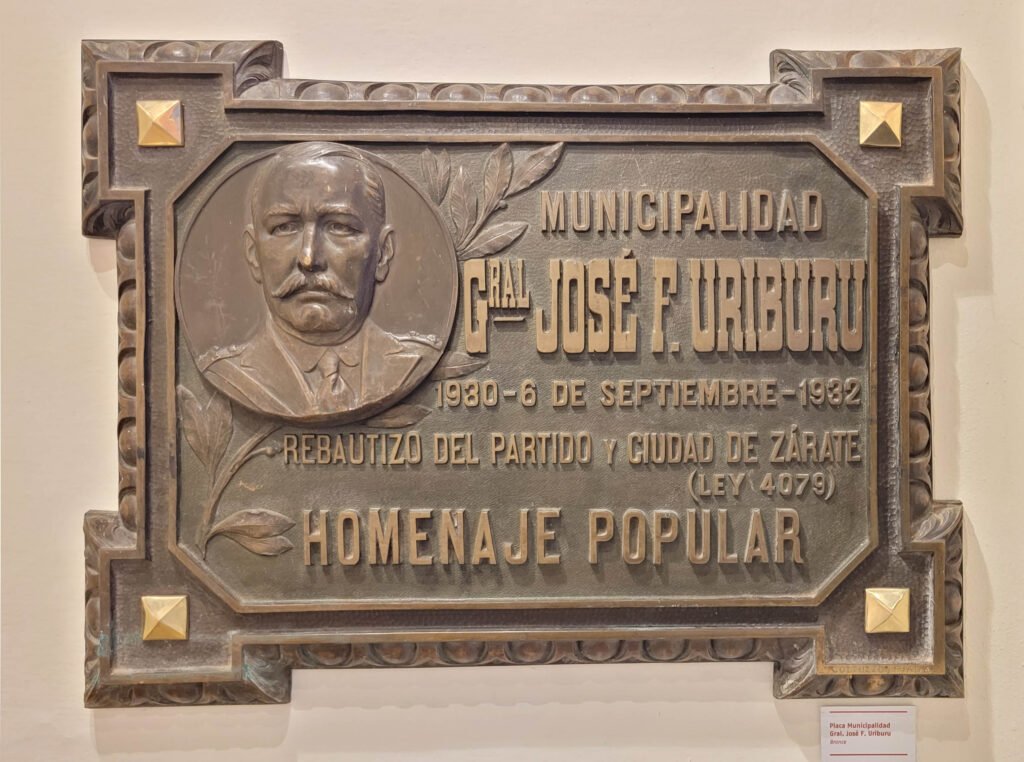 MUNICIPALIDAD
GRAL JOSÉ F. URIBURU
1930-6 DE SEPTIEMBRE-1932
REBAUTIZO DEL PARTIDO Y CIUDAD DE ZÁRATE
(LEY 4079)
HOMENAJE POPULAR
Placa Municipalidad
Gral. José F. Uriburu
Bronce